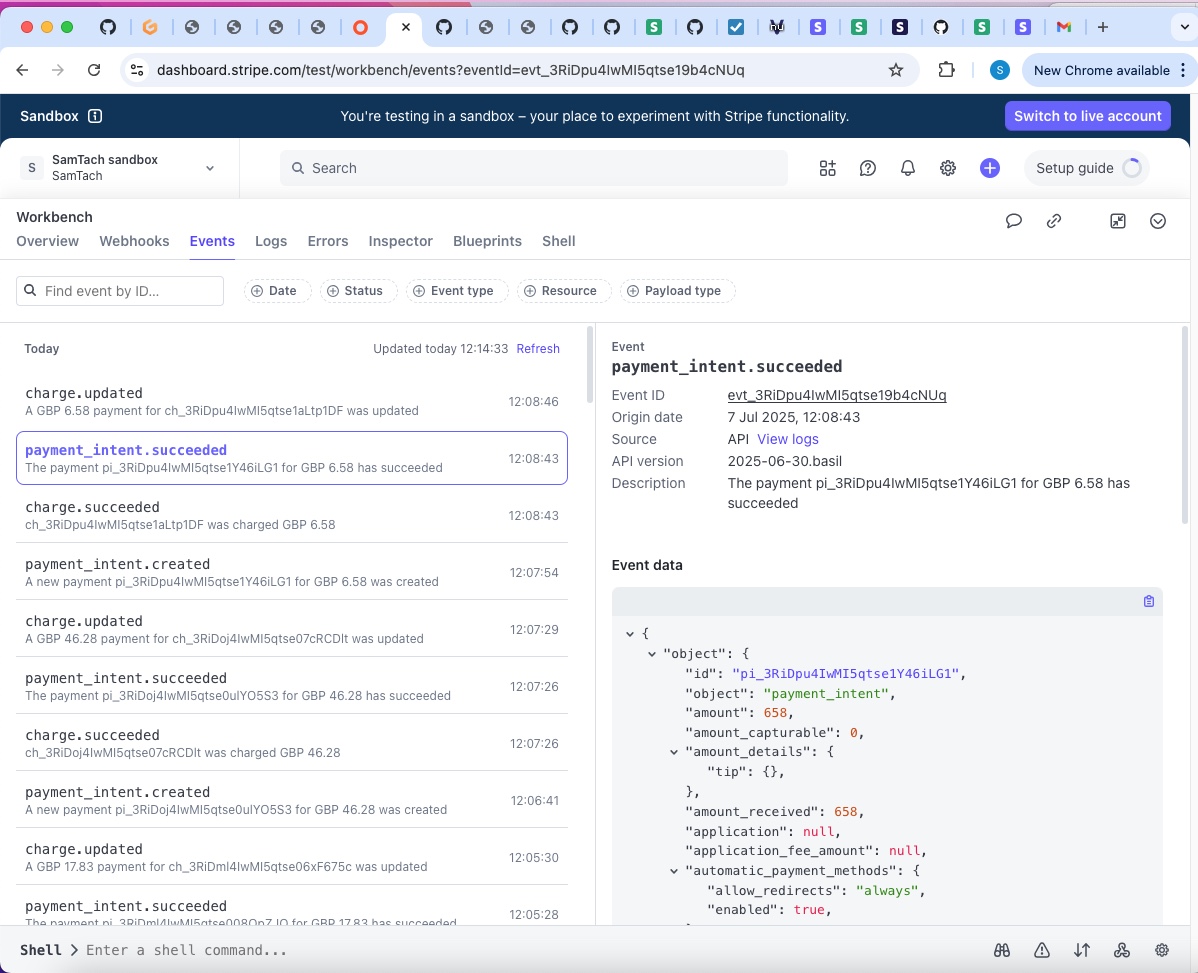 dashboard.stripe.com/test/workbench/events?eventId=evt_3RiDpu4IwMI5qtse19b4cNUq
S
New Chrome available
Sandbox
You're testing in a sandbox – your place to experiment with Stripe functionality.
Switch to live account
S
SamTach sandbox
SamTach
Search
Setup guide
Workbench
Overview Webhooks Events Logs Errors Inspector Blueprints Shell
Find event by ID...
Date Status Event type Resource Payload type
Today
Updated today 12:14:33 Refresh
charge.updated
A GBP 6.58 payment for ch_3RiDpu4IwMI5qtse1aLtp1DF was updated
12:08:46
payment_intent.succeeded
The payment pi_3RiDpu4IwMI5qtse1Y46iLG1 for GBP 6.58 has succeeded
12:08:43
charge.succeeded
ch_3RiDpu4IwMI5qtse1aLtp1DF was charged GBP 6.58
12:08:43
payment_intent.created
A new payment pi_3RiDpu4IwMI5qtse1Y46iLG1 for GBP 6.58 was created
12:07:54
charge.updated
A GBP 46.28 payment for ch_3RiDoj4IwMI5qtse07cRCDIt was updated
12:07:29
payment_intent.succeeded
The payment pi_3RiDoj4IwMI5qtse0ulYO5S3 for GBP 46.28 has succeeded
12:07:26
charge.succeeded
ch_3RiDoj4IwMI5qtse07cRCDIt was charged GBP 46.28
12:07:26
payment_intent.created
A new payment pi_3RiDoj4IwMI5qtse0ulYO5S3 for GBP 46.28 was created
12:06:41
charge.updated
A GBP 17.83 payment for ch_3RiDml4IwMI5qtse06xF675c was updated
12:05:30
payment_intent.succeeded
The payment for GBP 17.83 has succeeded
12:05:28
Event
payment_intent.succeeded
Event ID evt_3RiDpu4IwMI5qtse19b4cNUq
Origin date 7 Jul 2025, 12:08:43
Source API View logs
API version 2025-06-30.basil
Description The payment pi_3RiDpu4IwMI5qtse1Y46iLG1 for GBP 6.58 has
succeeded
Event data
{
"object": {
"id": "pi_3RiDpu4IwMI5qtse1Y46iLG1",
"object": "payment_intent",
"amount": 658,
"amount_capturable": 0,
"amount_details": {
"tip": {},
},
"amount_received": 658,
"application": null,
"application_fee_amount": null,
"automatic_payment_methods": {
"allow_redirects": "always",
"enabled": true,
Shell
Enter a shell command...